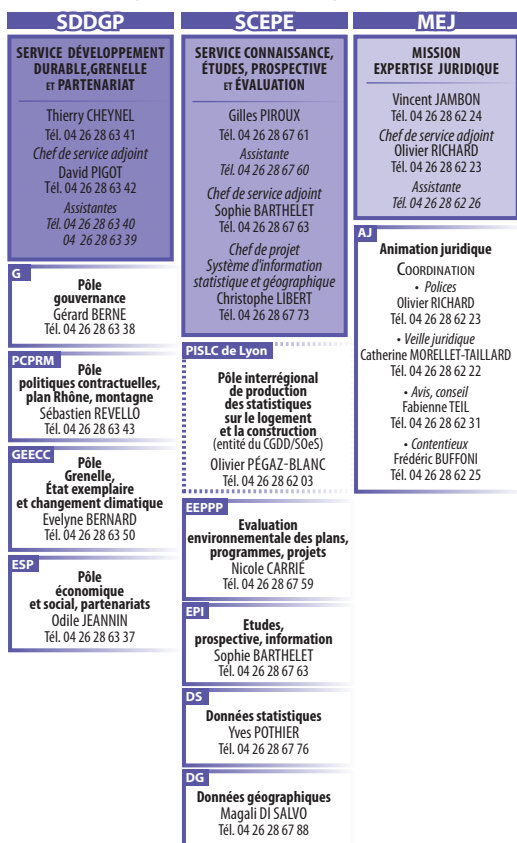 SDDGP
SERVICE DÉVELOPPEMENT
DURABLE,GRENELLE
ET PARTENARIAT
Thierry CHEYNEL
Tél. 04 26 28 63 41
Chef de service adjoint
David PIGOT
Tél. 04 26 28 63 42
Assistantes
Tél. 04 26 28 63 40
04 26 28 63 39
G
Pôle
gouvernance
Gérard BERNE
Tél. 04 26 28 63 38
PCPRM
Pôle
politiques contractuelles,
plan Rhône, montagne
Sébastien REVELLO
Tél. 04 26 28 63 43
GEECC
Pôle
Grenelle,
État exemplaire
et changement climatique
Evelyne BERNARD
Tél. 04 26 28 63 50
ESP
Pôle
économique
et social, partenariats
Odile JEANNIN
Tél. 04 26 28 63 37
SCEPE
SERVICE CONNAISSANCE,
ÉTUDES, PROSPECTIVE
ET ÉVALUATION
Gilles PIROUX
Tél. 04 26 28 67 61
Assistante
Tél. 04 26 28 67 60
Chef de service adjoint
Sophie BARTHELET
Tél. 04 26 28 67 63
Chef de projet
Système d'information
statistique et géographique
Christophe LIBERT
Tél. 04 26 28 67 73
PISLC de Lyon
Pôle interrégional
de production
des statistiques
sur le logement
et la construction
(entité du CGDD/SOeS)
Olivier PÉGAZ-BLANC
Tél. 04 26 28 62 03
EEPPP
Evaluation
environnementale des plans,
programmes, projets
Nicole CARRIÉ
Tél. 04 26 28 67 59
EPI
Etudes,
prospective, information
Sophie BARTHELET
Tél. 04 26 28 67 63
DS
Données statistiques
Yves POTHIER
Tél. 04 26 28 67 76
DG
Données géographiques
Magali DI SALVO
Tél. 04 26 28 67 88
MEJ
MISSION
EXPERTISE JURIDIQUE
Vincent JAMBON
Tél. 04 26 28 62 24
Chef de service adjoint
Olivier RICHARD
Tél. 04 26 28 62 23
Assistante
Tél. 04 26 28 62 26
AJ
Animation juridique
COORDINATION
• Polices
Olivier RICHARD
Tél. 04 26 28 62 23
• Veille juridique
Catherine MORELLET-TAILLARD
Tél. 04 26 28 62 22
• Avis, conseil
Fabienne TEIL
Tél. 04 26 28 62 31
• Contentieux
Frédéric BUFFONI
Tél. 04 26 28 62 25